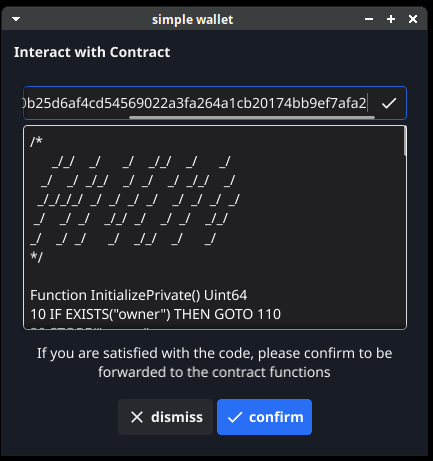 simple wallet
Interact with Contract
0b25d6af4cd54569022a3fa264a1cb20174bb9ef7afa2
/*
      _/_/    _/      _/    _/_/    _/      _/
   _/    _/  _/_/    _/  _/    _/  _/_/    _/
  _/_/_/_/  _/  _/  _/  _/    _/  _/  _/  _/
 _/    _/  _/    _/_/  _/    _/  _/    _/_/
_/    _/  _/      _/    _/_/    _/      _/
*/
Function InitializePrivate() Uint64
10 IF EXISTS("owner") THEN GOTO 110
If you are satisfied with the code, please confirm to be
forwarded to the contract functions
dismiss
confirm